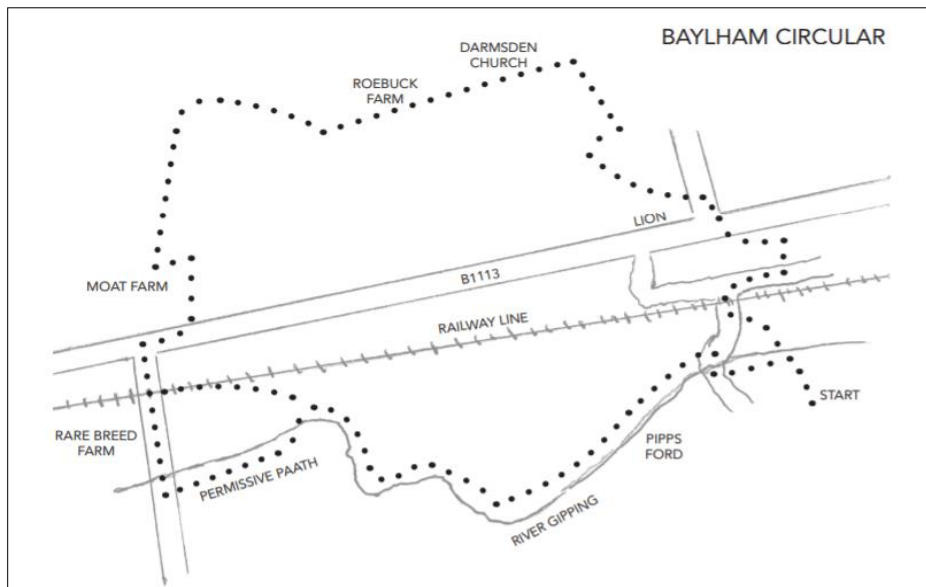 BAYLHAM CIRCULAR
DARMSDEN
CHURCH
ROEBUCK
FARM
LION
MOAT FARM
B1113
RAILWAY LINE
START
RARE BREED
FARM
PERMISSIVE PAATH
PIPPS
FORD
RIVER GIPPING